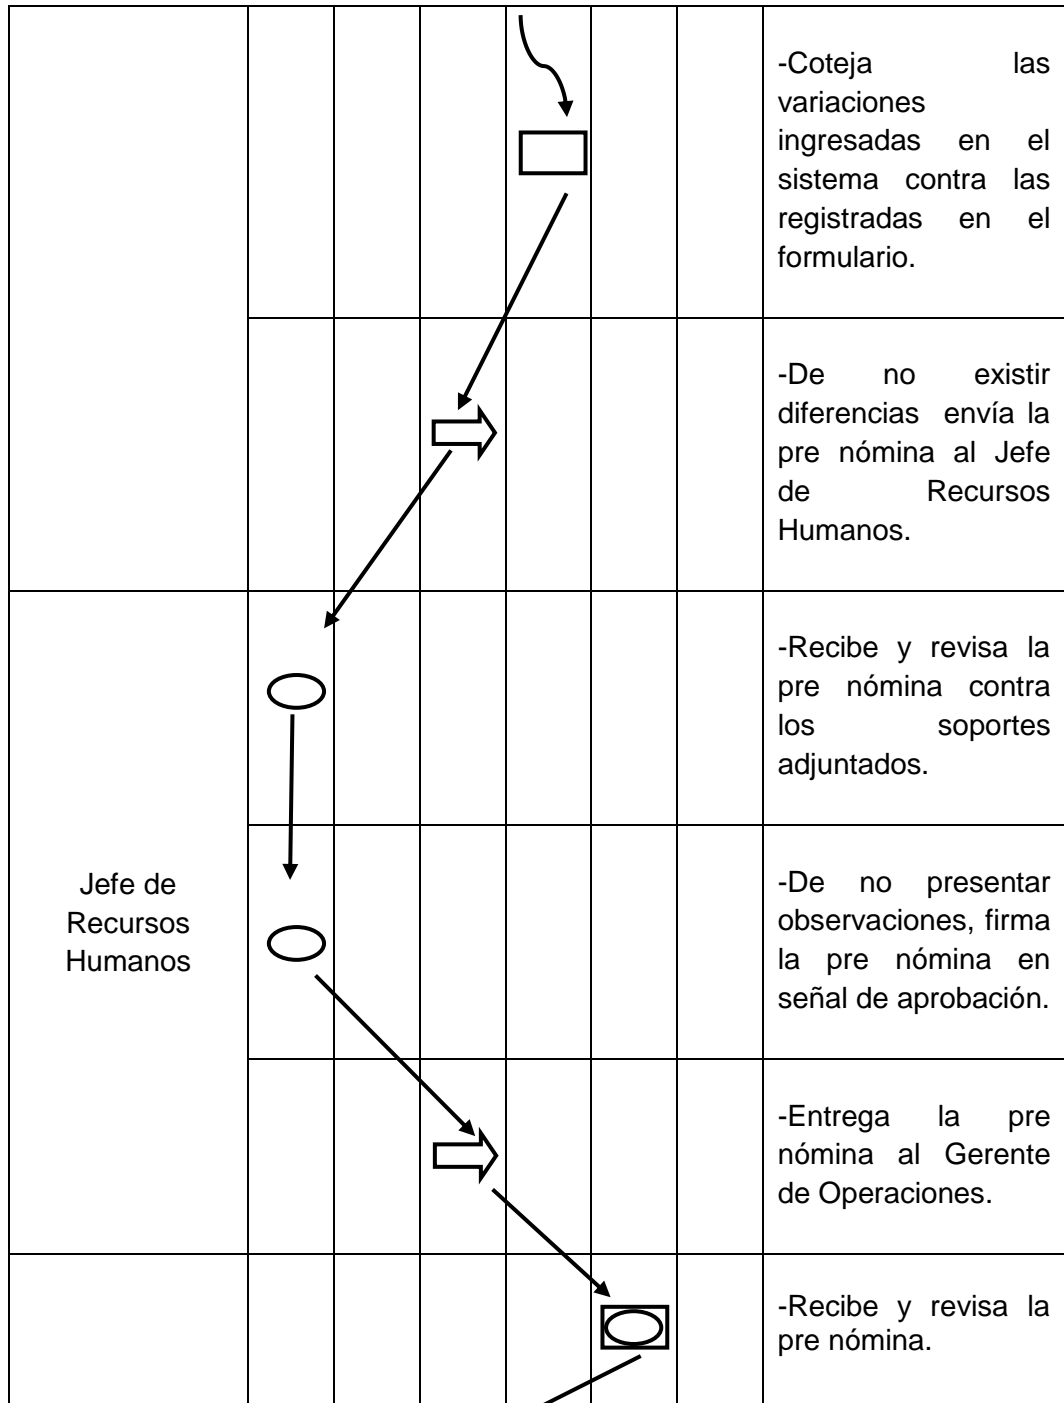 -Coteja las
variaciones
ingresadas en el
sistema contra las
registradas en el
formulario.
-De no existir
diferencias envía la
pre nómina al Jefe
de Recursos
Humanos.
Jefe de
Recursos
Humanos
-Recibe y revisa la
pre nómina contra
los soportes
adjuntados.
-De no presentar
observaciones, firma
la pre nómina en
señal de aprobación.
-Entrega la pre
nómina al Gerente
de Operaciones.
-Recibe y revisa la
pre nómina.